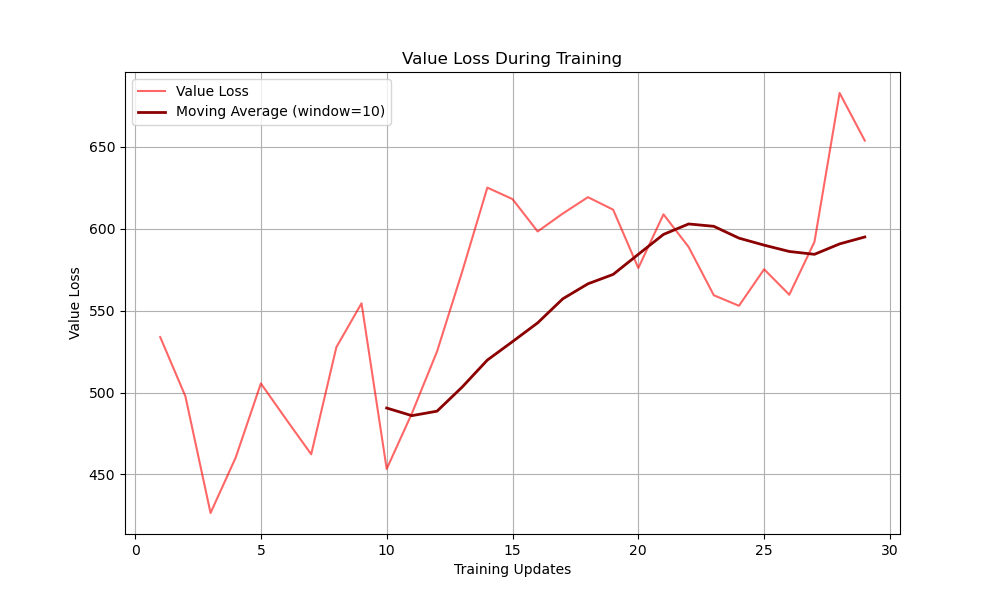 Value Loss During Training
Value Loss
Moving Average (window=10)
Value Loss
650
600
550
500
450
0 5 10 15 20 25 30
Training Updates